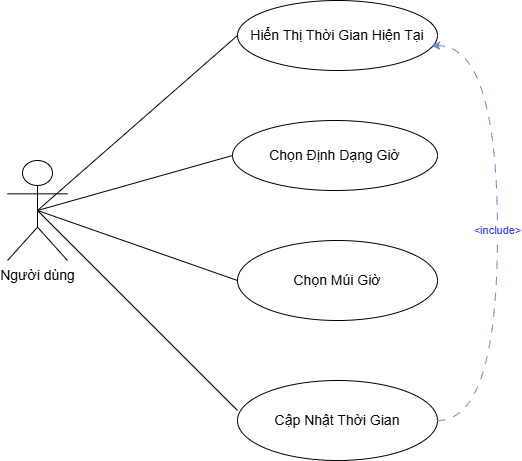 Hiển Thị Thời Gian Hiện Tại
Chọn Định Dạng Giờ
<include>
Người dùng
Chọn Múi Giờ
Cập Nhật Thời Gian